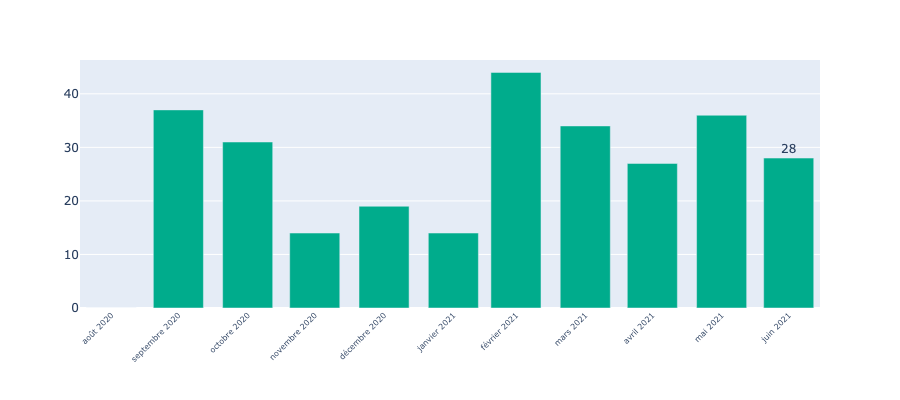 40
30
20
10
0
28
août 2020
septembre 2020
octobre 2020
novembre 2020
décembre 2020
janvier 2021
février 2021
mars 2021
avril 2021
mai 2021
juin 2021